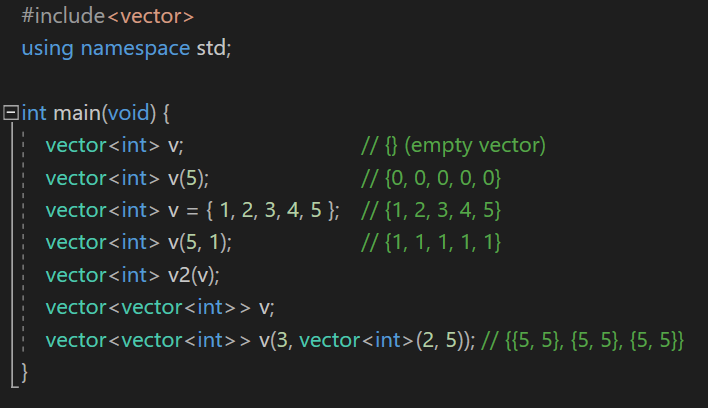 #include<vector>
using namespace std;
int main(void) {
vector<int> v; // {} (empty vector)
vector<int> v(5); // {0, 0, 0, 0, 0}
vector<int> v = { 1, 2, 3, 4, 5 }; // {1, 2, 3, 4, 5}
vector<int> v(5, 1); // {1, 1, 1, 1, 1}
vector<int> v2(v);
vector<vector<int>> v;
vector<vector<int>> v(3, vector<int>(2, 5)); // {{5, 5}, {5, 5}, {5, 5}}
}